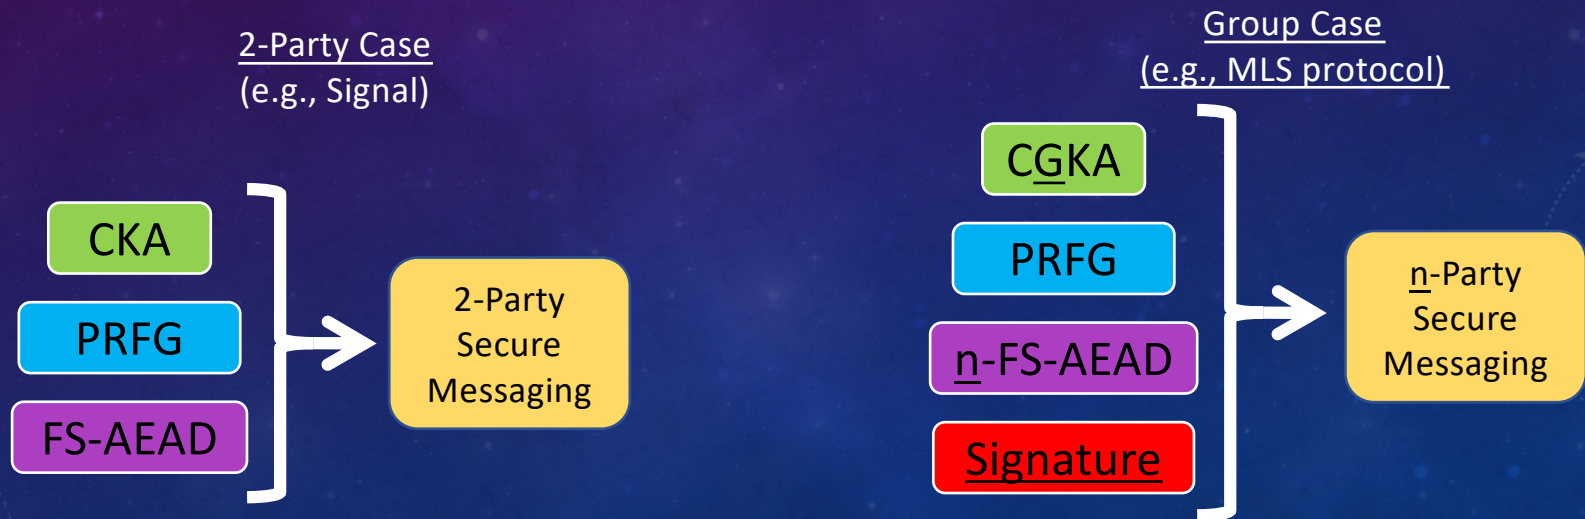 2-Party Case
(e.g., Signal)
CKA
PRFG
FS-AEAD
2-Party
Secure
Messaging
Group Case
(e.g., MLS protocol)
CGKA
PRFG
n-FS-AEAD
Signature
n-Party
Secure
Messaging